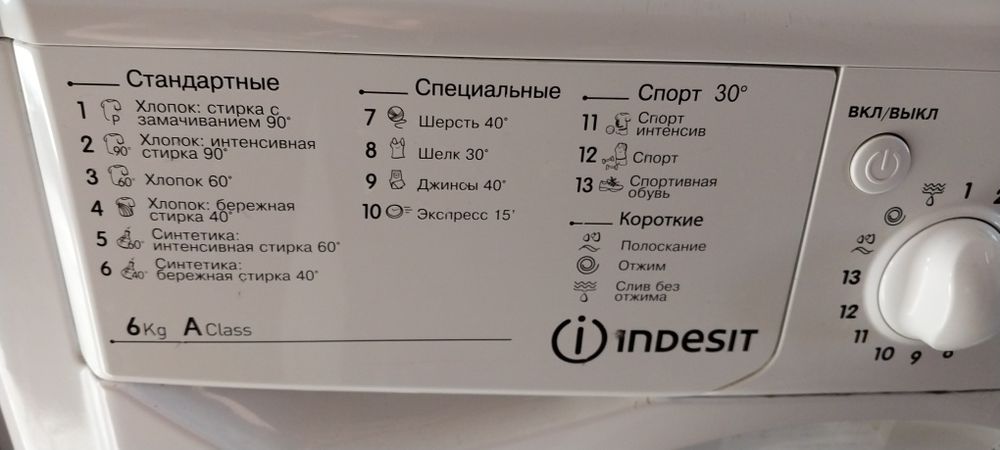 Стандартные
1 Хлопок: стирка с
замачиванием 90°
2 Хлопок: интенсивная
стирка 90°
3 Хлопок 60°
4 Хлопок: бережная
стирка 40°
5 Синтетика:
интенсивная стирка 60°
6 Синтетика:
бережная стирка 40°
6Kg A Class
Специальные
7 Шерсть 40°
8 Шелк 30°
9 Джинсы 40°
10 Экспресс 15'
Спорт 30°
11 Спорт
интенсив
12 Спорт
13 Спортивная
обувь
Короткие
Полоскание
Отжим
Слив без
отжима
INDESIT
ВКЛ/ВЫКЛ
1
2
13
12
11
10
9
8